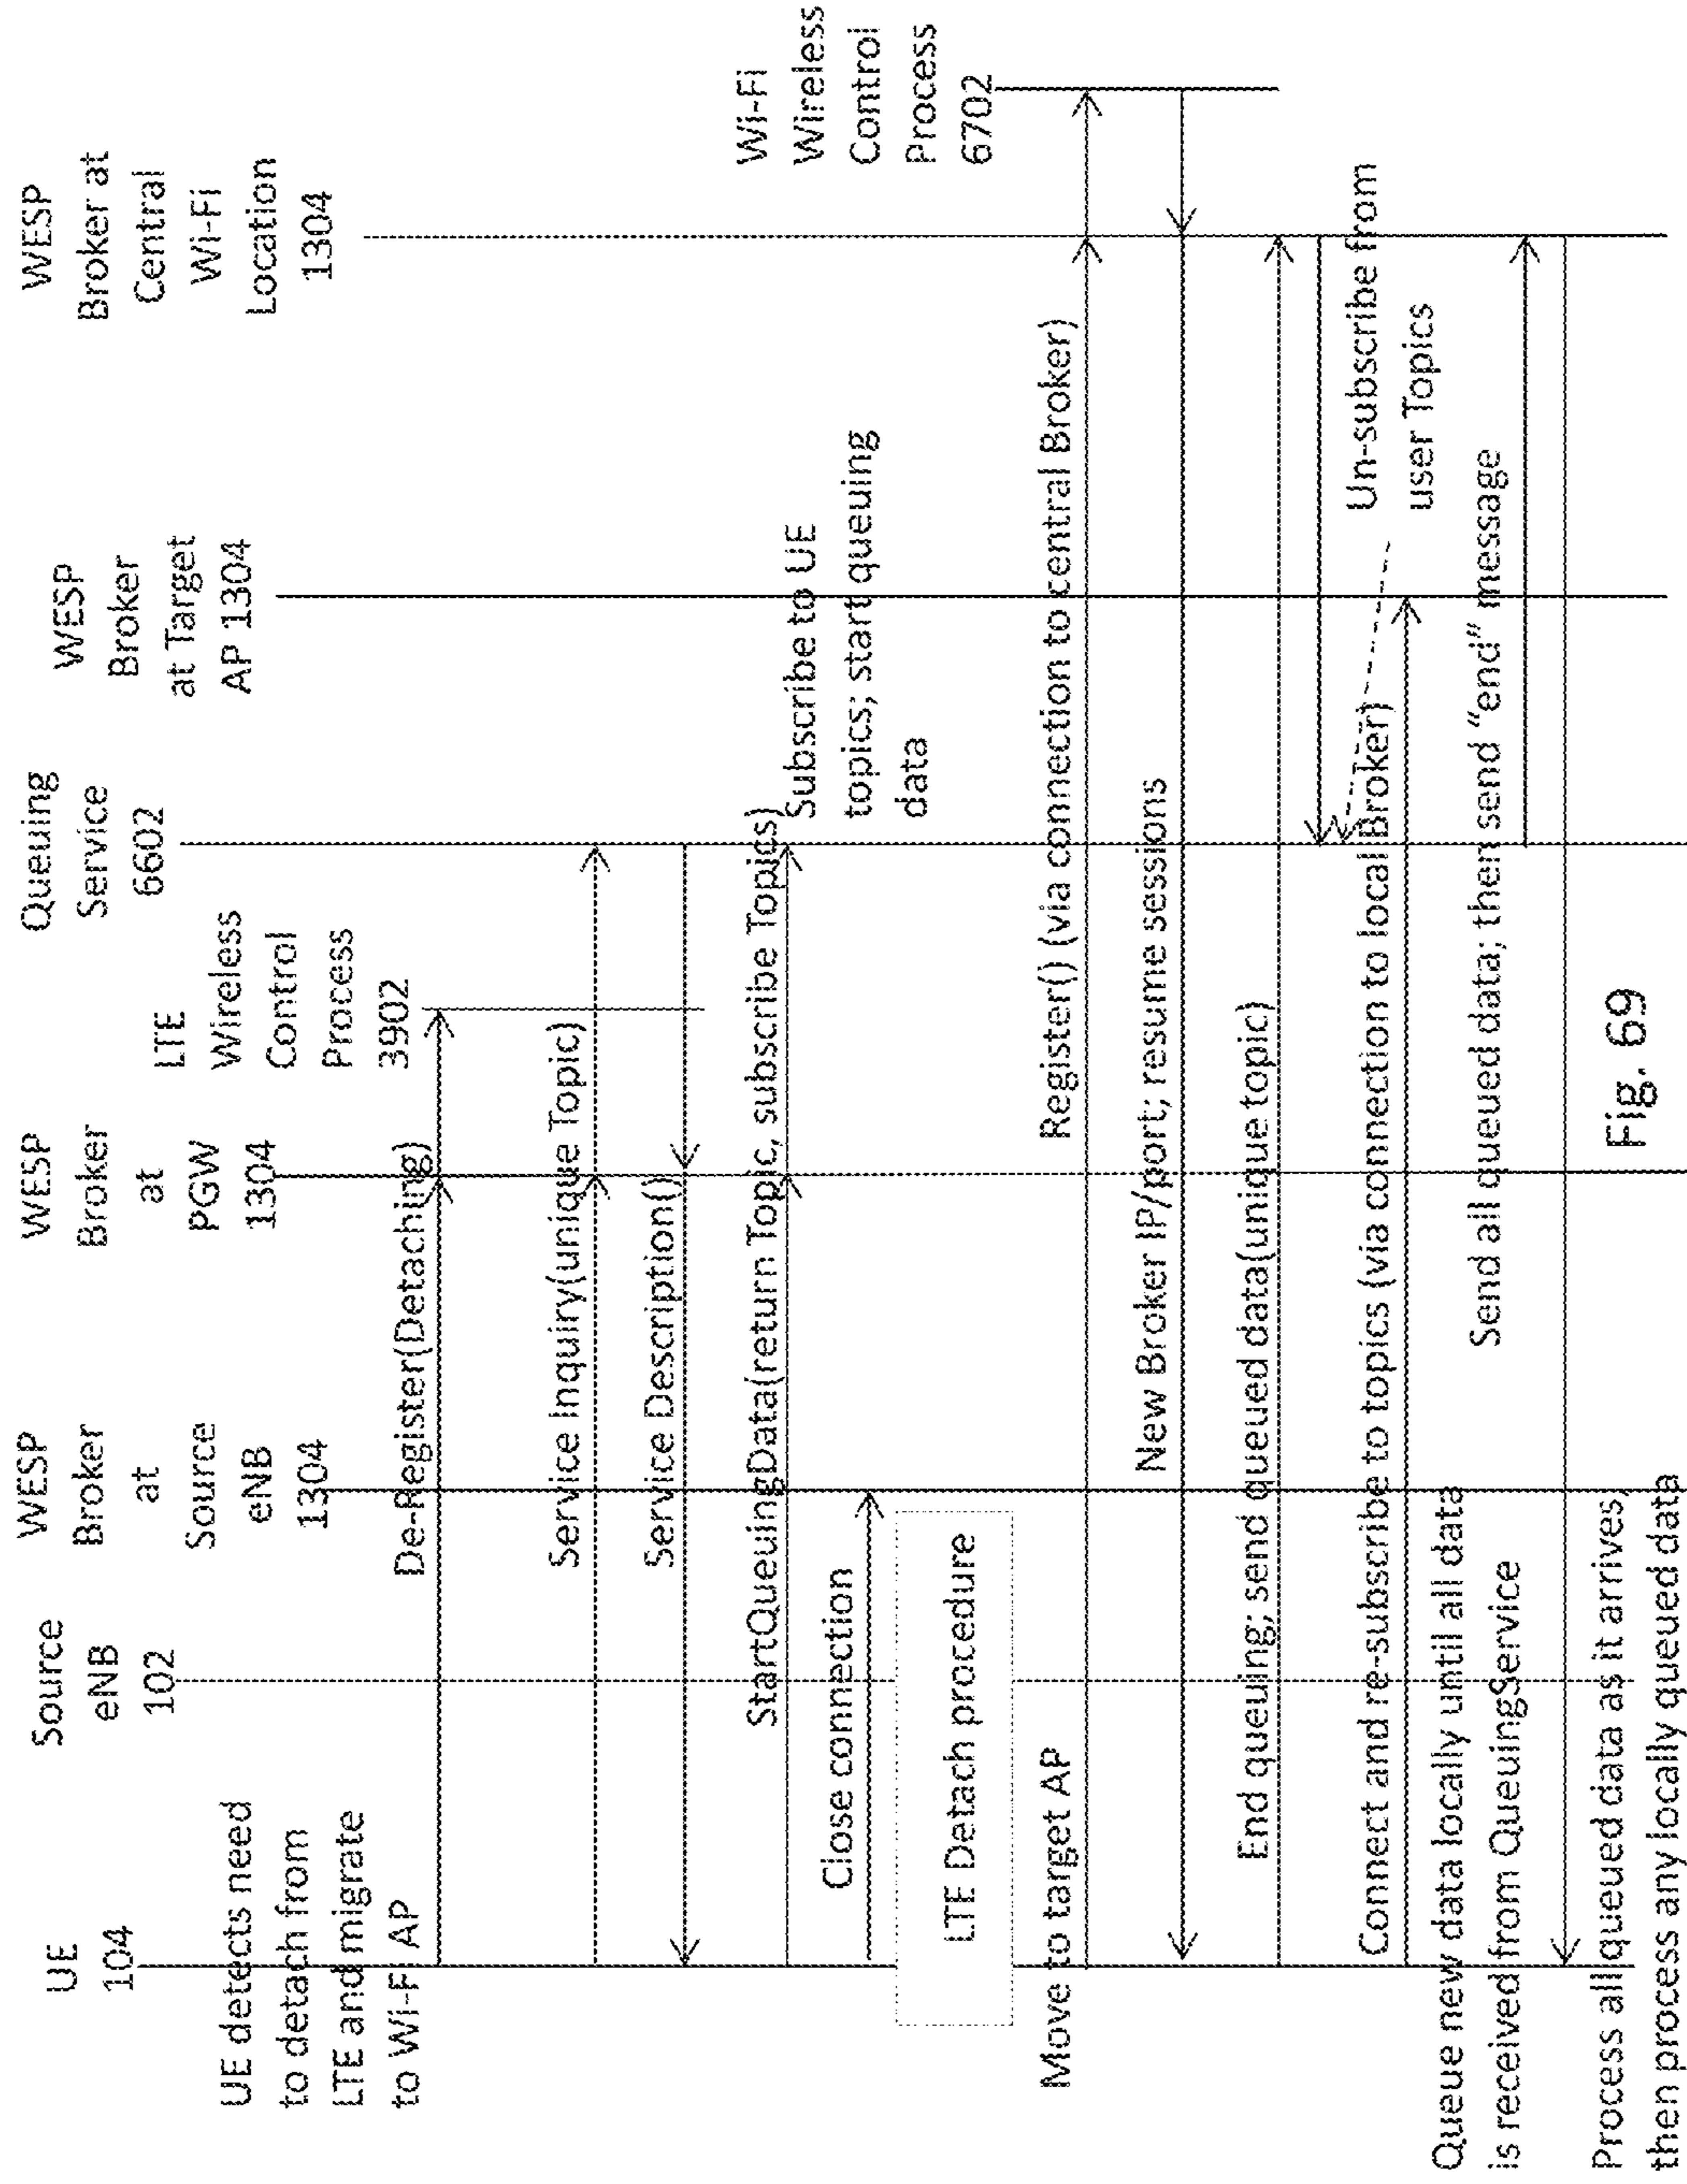 UE
104
Source
eNB
102
WESP
Broker
at
Source
eNB
1304
WESP
Broker
at
PGW
1304
LTE
Wireless
Control
Process
3902
Queuing
Service
6602
WESP
Broker
at Target
AP 1304
WESP
Broker at
Central
Wi-Fi
Location
1304
Wi-Fi
Wireless
Control
Process
6702
UE detects need
to detach from
LTE and migrate
to Wi-Fi AP
De-Register(Detaching)
Service Inquiry(unique Topic)
Service Description()
StartQueuingData(return Topic, subscribe Topics)
Subscribe to UE
topics; start queuing
data
Close connection
LTE Detach procedure
Move to target AP
Register() (via connection to central Broker)
New Broker IP/port; resume sessions
End queuing; send queued data(unique topic)
Un-subscribe from
user Topics
Connect and re-subscribe to topics (via connection to local Broker)
Queue new data locally until all data
is received from QueuingService
Send all queued data; then send "end" message
Process all queued data as it arrives,
then process any locally queued data
Fig. 69